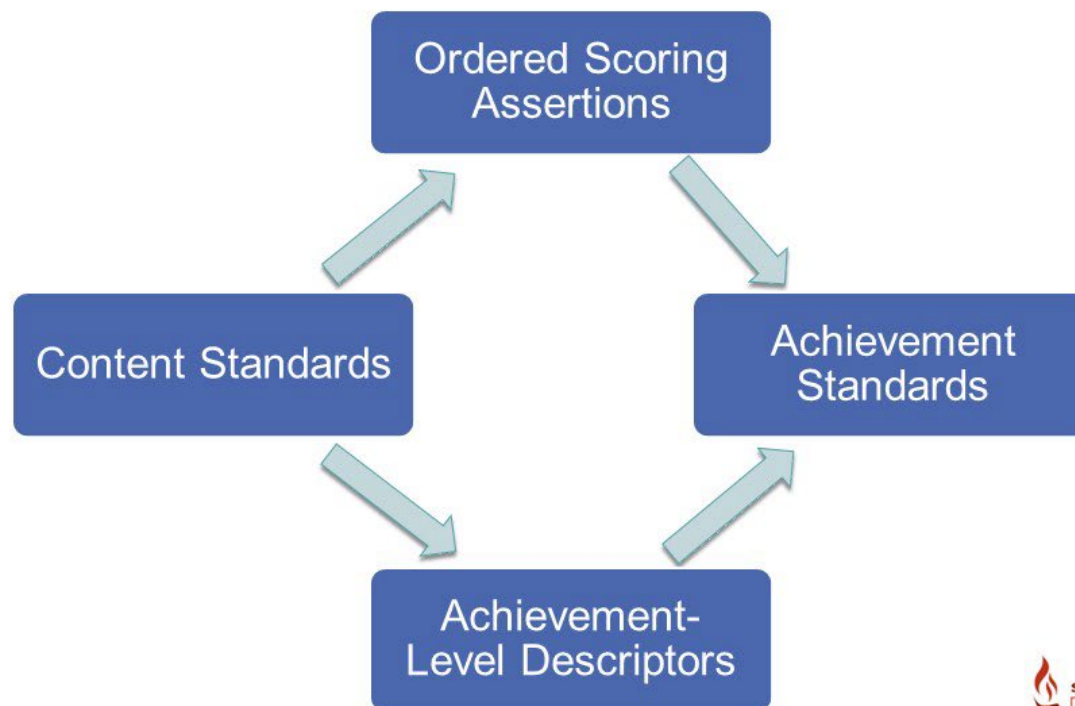 Ordered Scoring
Assertions
Content Standards
Achievement
Standards
Achievement-
Level Descriptors